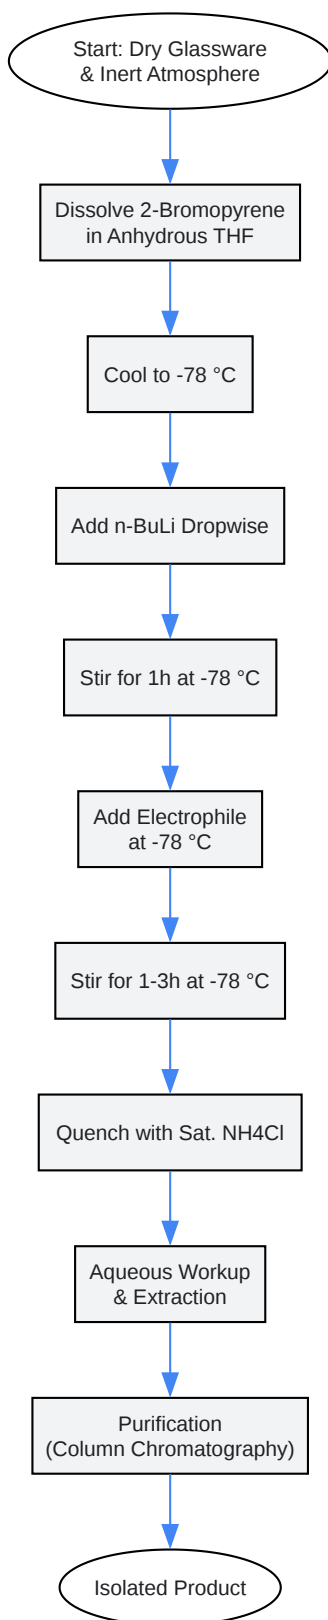 Start: Dry Glassware
& Inert Atmosphere
Dissolve 2-Bromopyrene
in Anhydrous THF
Cool to -78 °C
Add n-BuLi Dropwise
Stir for 1h at -78 °C
Add Electrophile
at -78 °C
Stir for 1-3h at -78 °C
Quench with Sat. NH4Cl
Aqueous Workup
& Extraction
Purification
(Column Chromatography)
Isolated Product